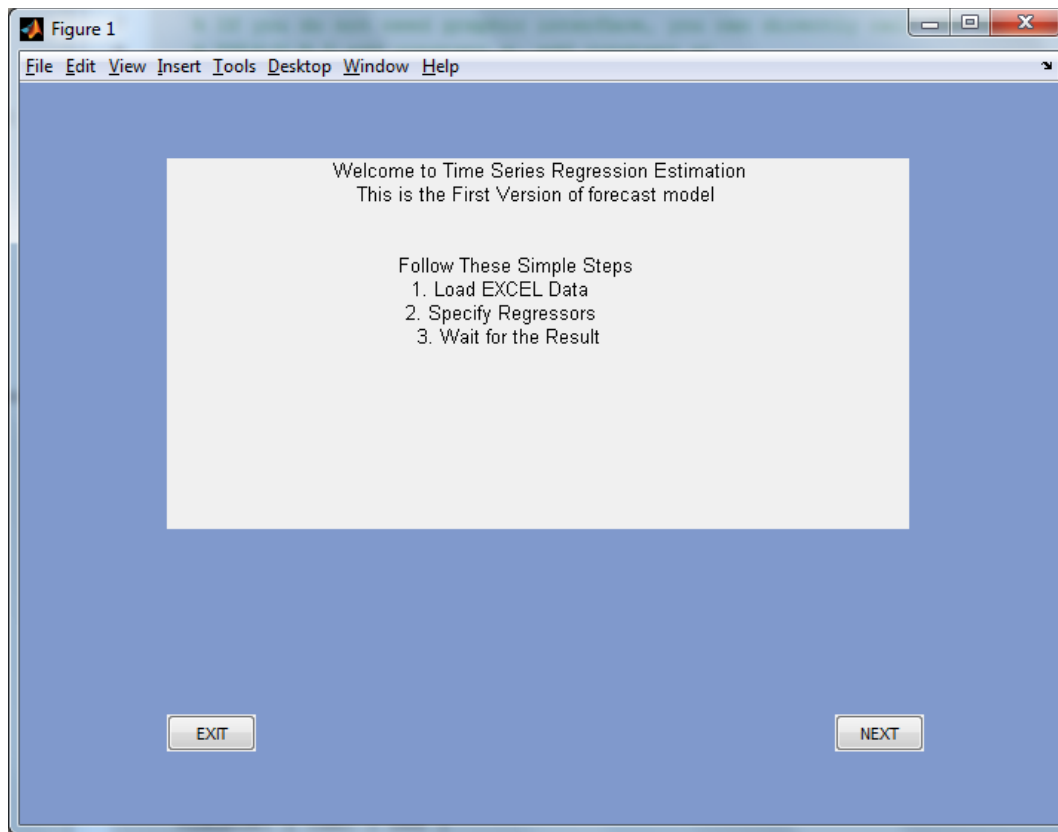 Figure 1
File Edit View Insert Tools Desktop Window Help
Welcome to Time Series Regression Estimation
This is the First Version of forecast model
Follow These Simple Steps
1. Load EXCEL Data
2. Specify Regressors
3. Wait for the Result
EXIT
NEXT